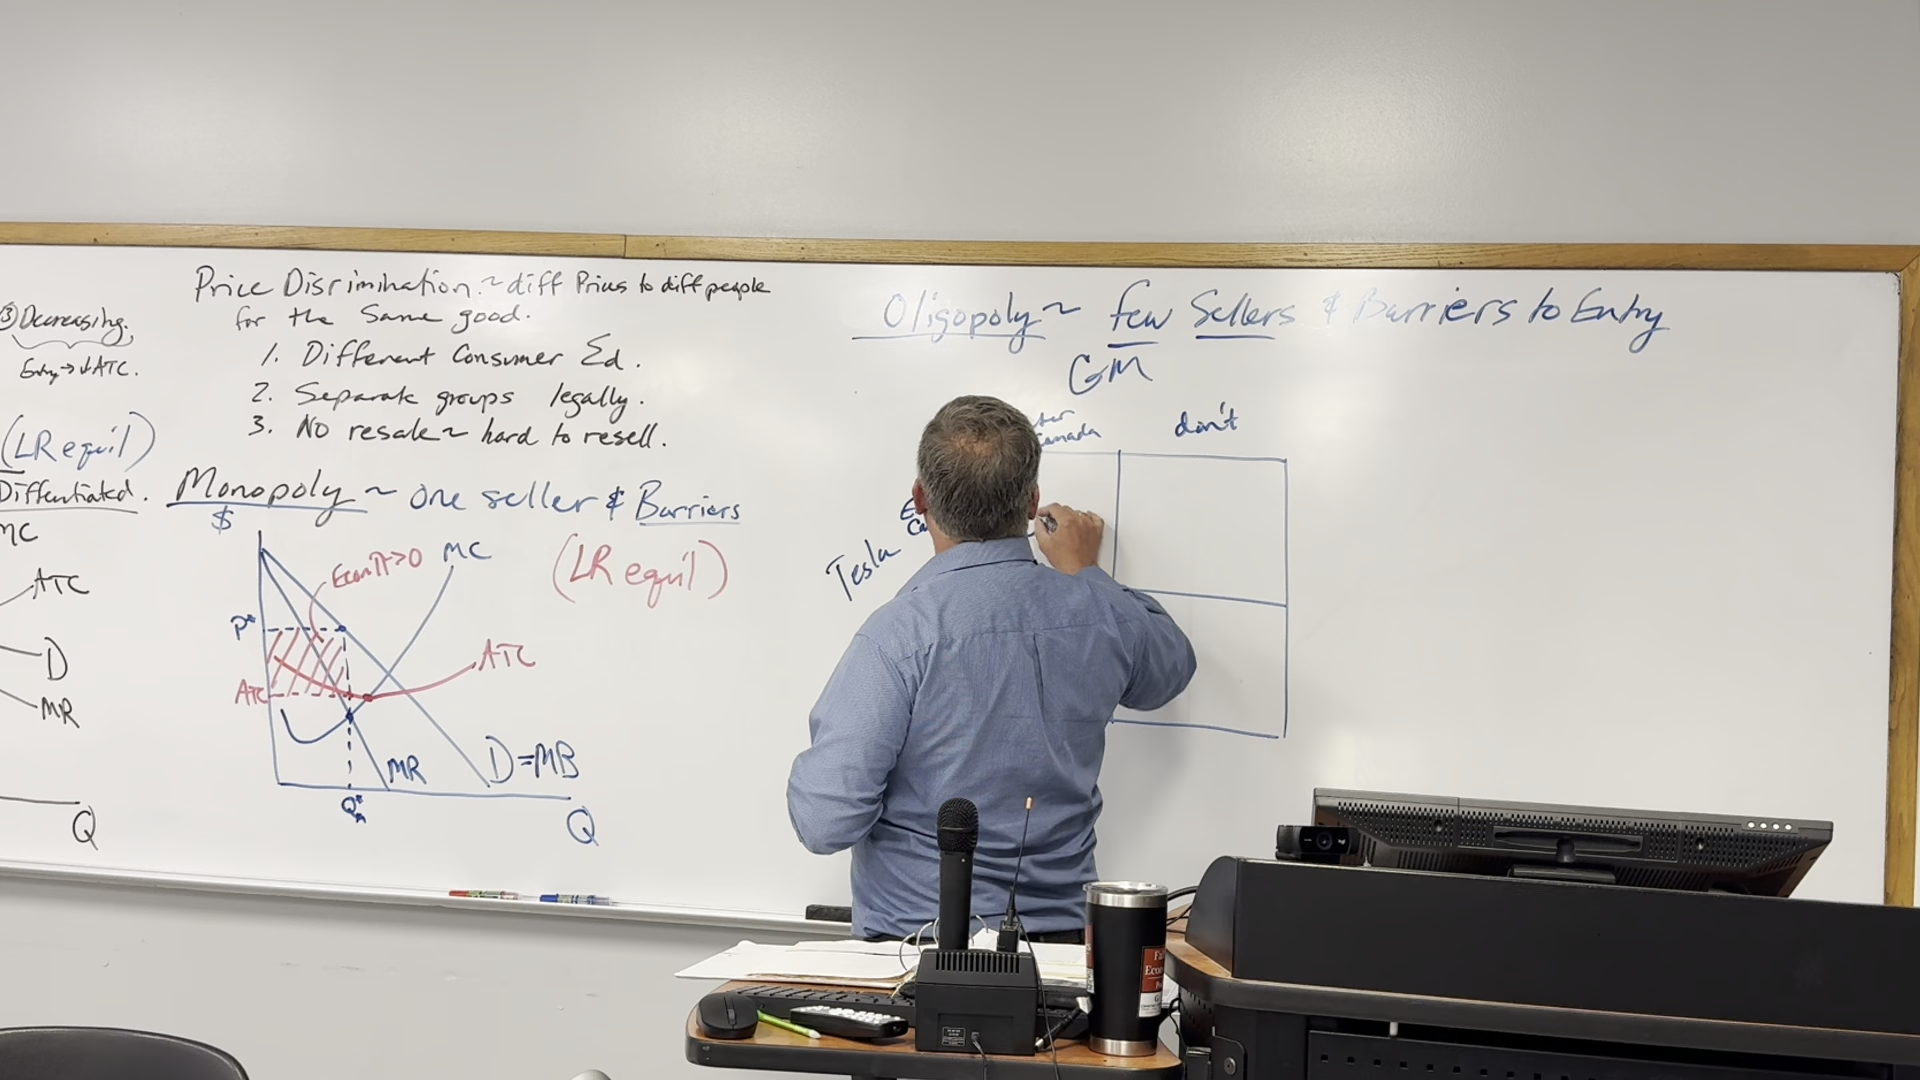 ③ Decreasing.
Entry → ↓ATC.
(LR equil)
Differentiated.
MC
ATC
D
MR
Q
Price Discrimination ~ diff Prices to diff people
for the Same good.
1. Different Consumer Ed.
2. Separate groups legally.
3. No resale ~ hard to resell.
Monopoly ~ one seller & Barriers
$
Econ π>0
MC
(LR equil)
P*
ATC
ATC
MR
D=MB
Q*m
Q
Oligopoly ~ few Sellers & Barriers to Entry
GM
Canada
don't
Tesla